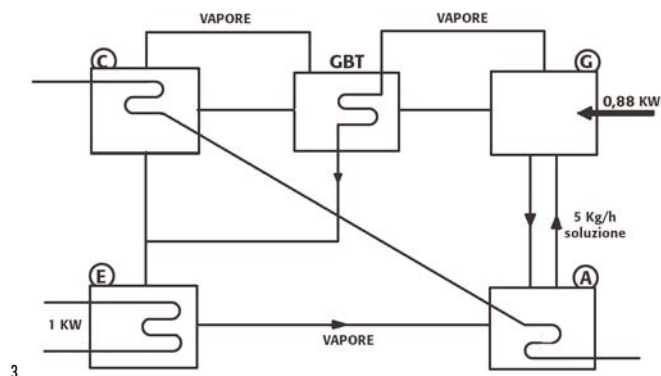 VAPORE
VAPORE
C
GBT
G
0,88 KW
5 Kg/h
soluzione
E
A
1 KW
VAPORE
3